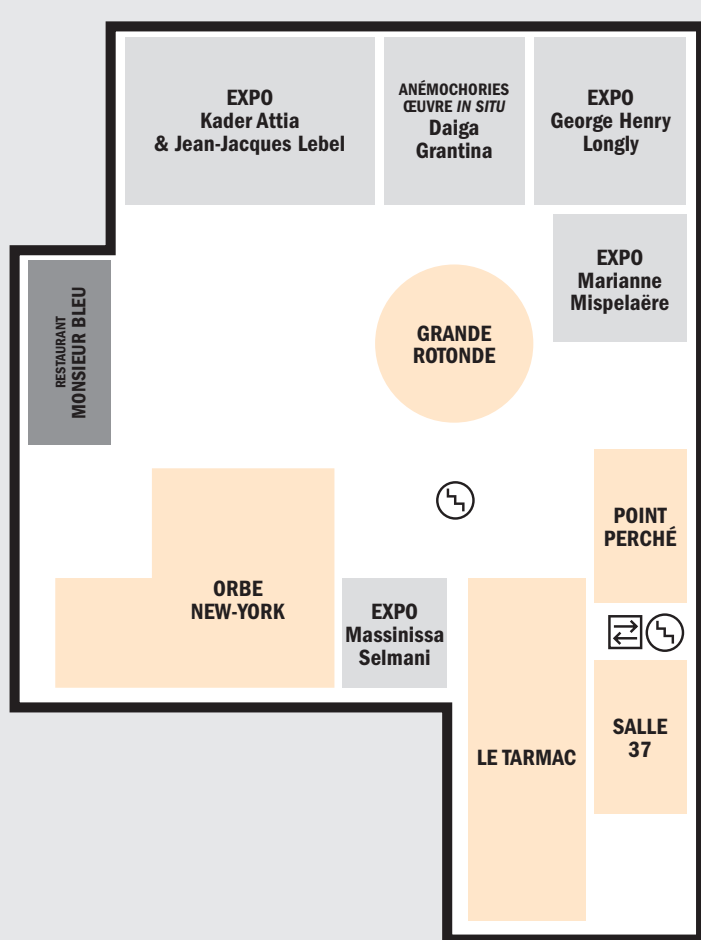 EXPO
Kader Attia
& Jean-Jacques Lebel
ANÉMOCHORIES
ŒUVRE IN SITU
Daiga
Grantina
EXPO
George Henry
Longly
EXPO
Marianne
Mispelaëre
RESTAURANT
MONSIEUR BLEU
GRANDE
ROTONDE
POINT
PERCHÉ
ORBE
NEW-YORK
EXPO
Massinissa
Selmani
LE TARMAC
SALLE
37